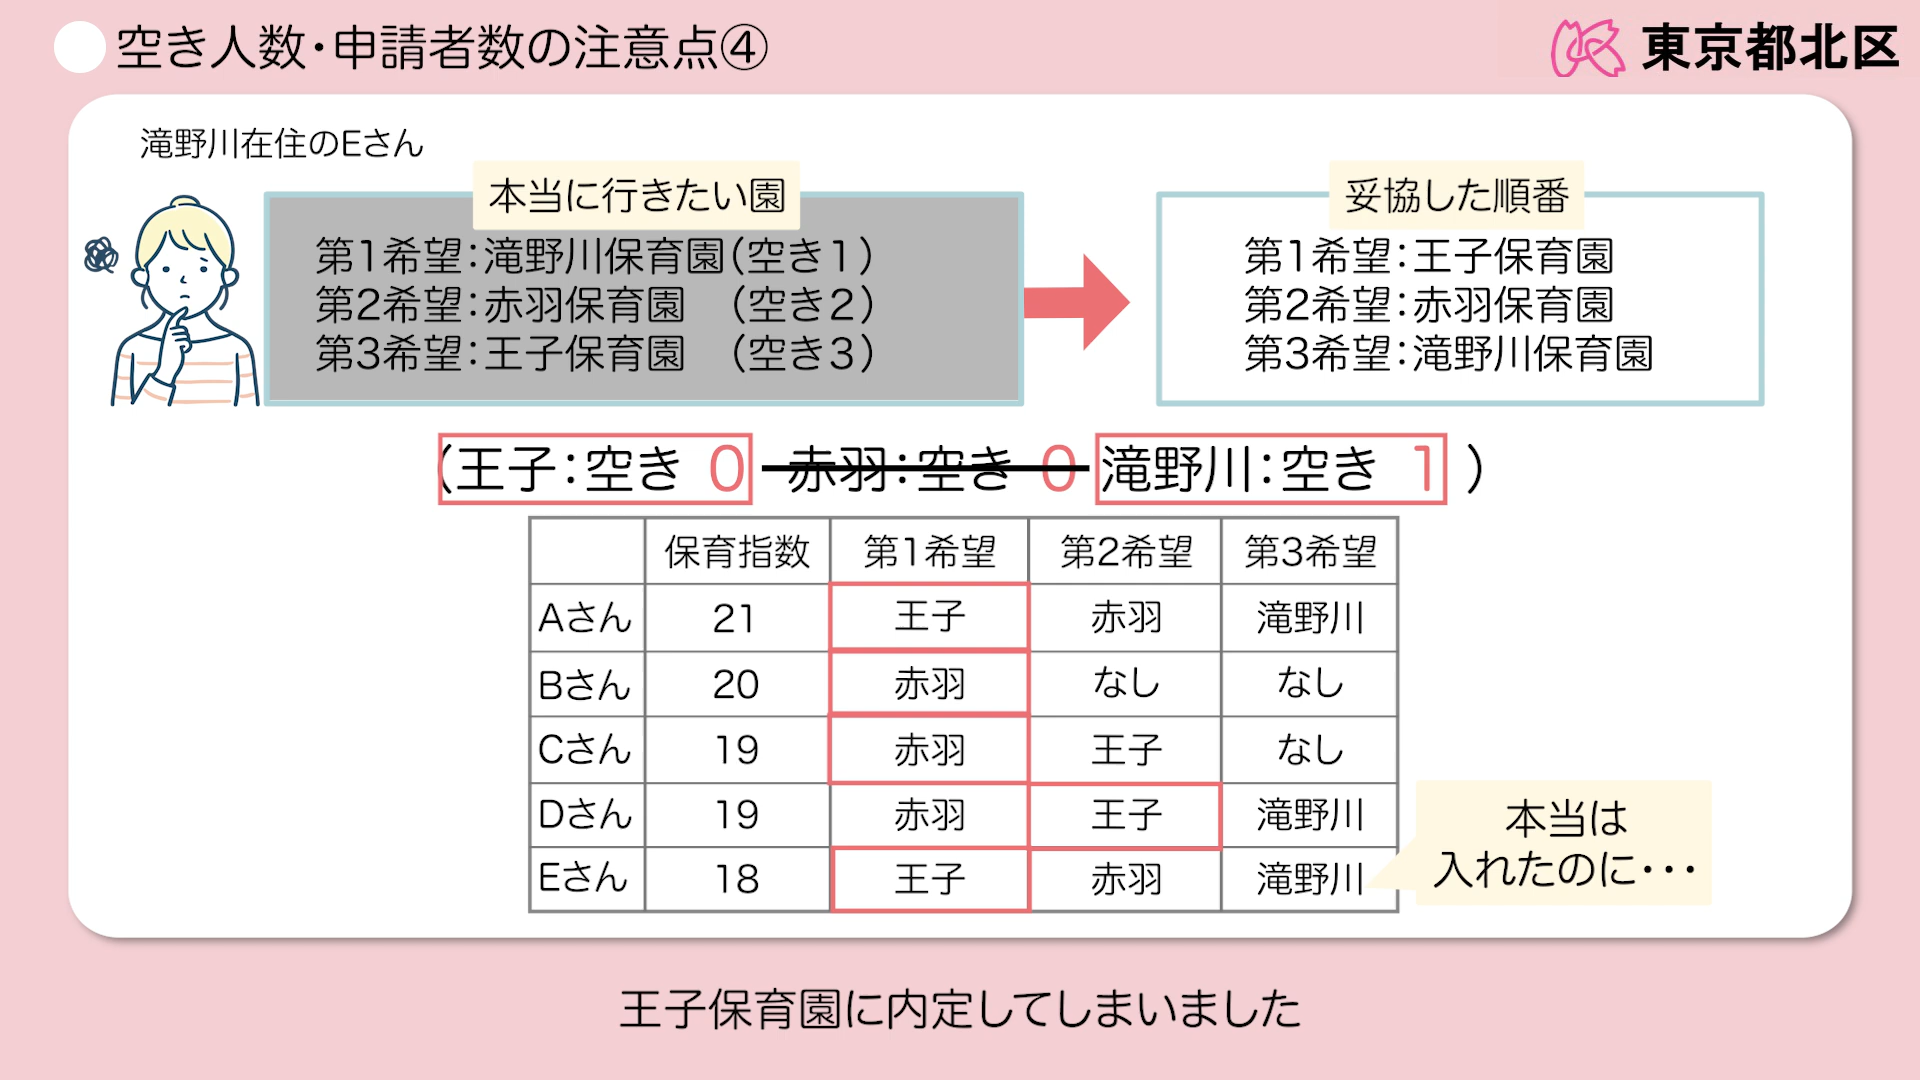 空き人数・申請者数の注意点④
東京都北区
滝野川在住のEさん
本当に行きたい園
第1希望：滝野川保育園（空き１）
第2希望：赤羽保育園　（空き２）
第3希望：王子保育園　（空き３）
妥協した順番
第1希望：王子保育園
第2希望：赤羽保育園
第3希望：滝野川保育園
（王子：空き 0 赤羽：空き 0 滝野川：空き 1 ）
保育指数 第1希望 第2希望 第3希望
Aさん 21 王子 赤羽 滝野川
Bさん 20 赤羽 なし なし
Cさん 19 赤羽 王子 なし
Dさん 19 赤羽 王子 滝野川
Eさん 18 王子 赤羽 滝野川
本当は
入れたのに・・・
王子保育園に内定してしまいました